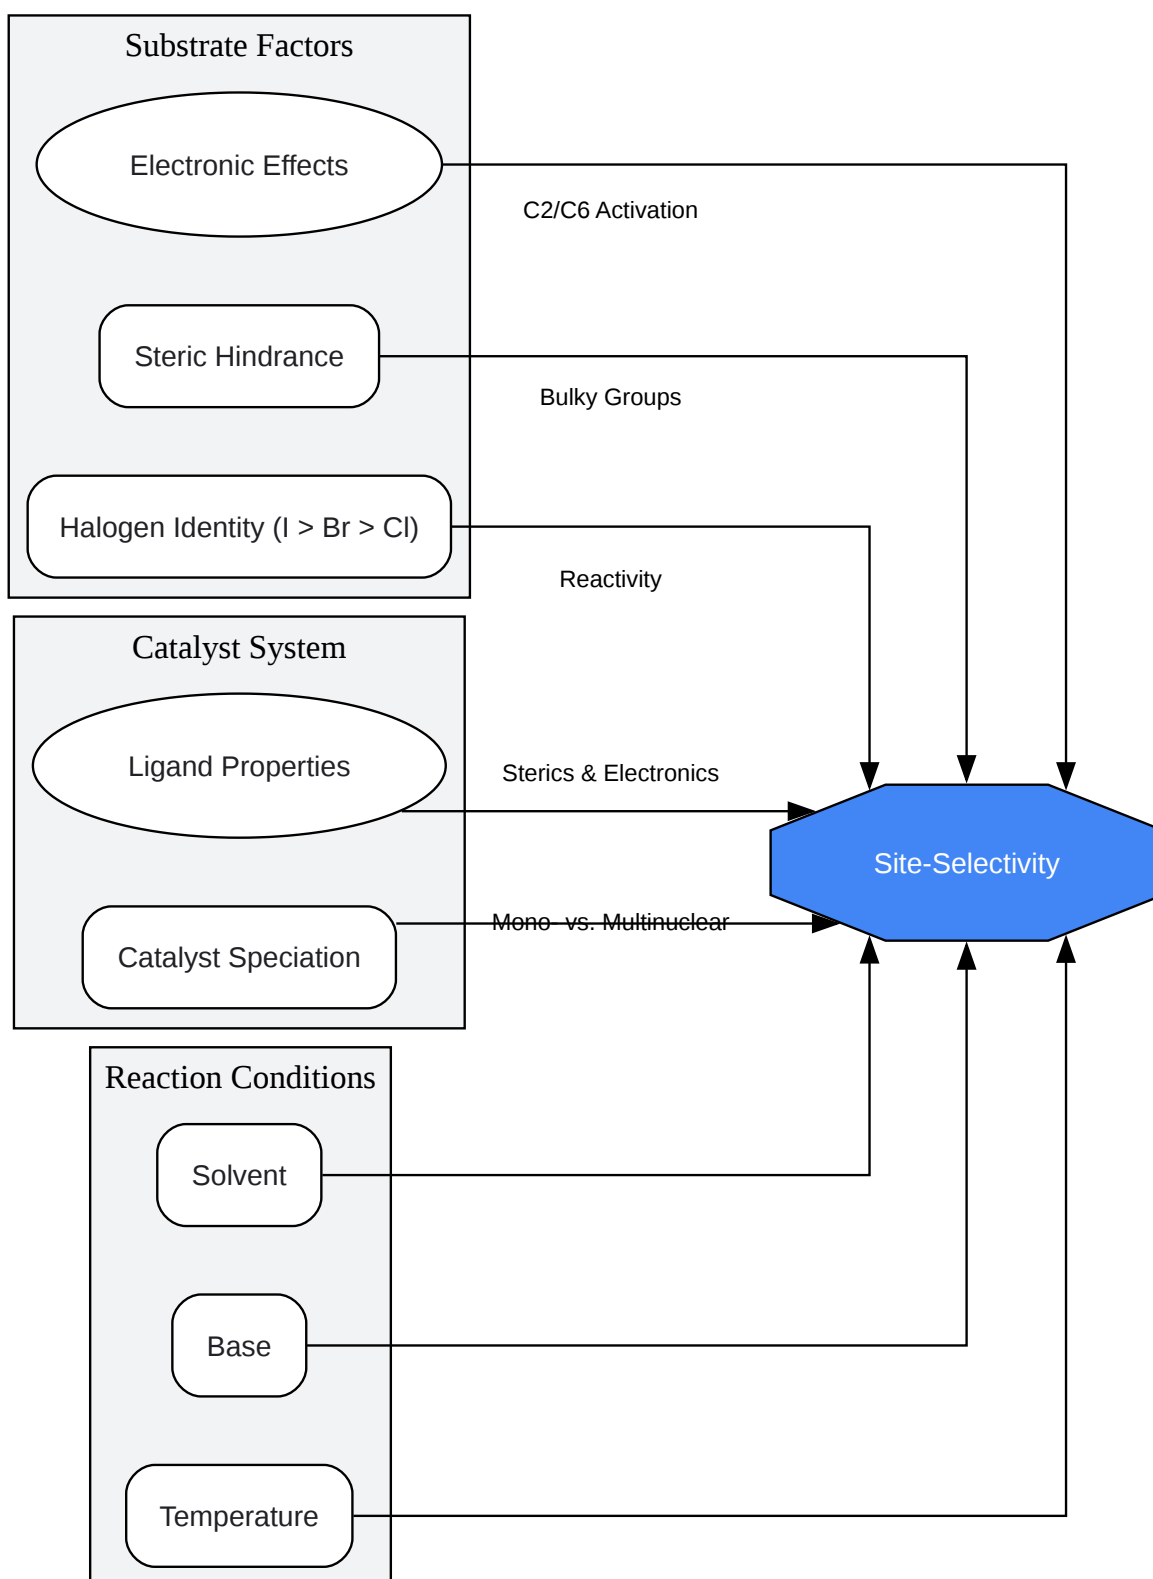 Substrate Factors
Electronic Effects
C2/C6 Activation
Steric Hindrance
Bulky Groups
Halogen Identity (I > Br > Cl)
Reactivity
Catalyst System
Ligand Properties
Sterics & Electronics
Site-Selectivity
Mono- vs. Multinuclear
Catalyst Speciation
Reaction Conditions
Solvent
Base
Temperature